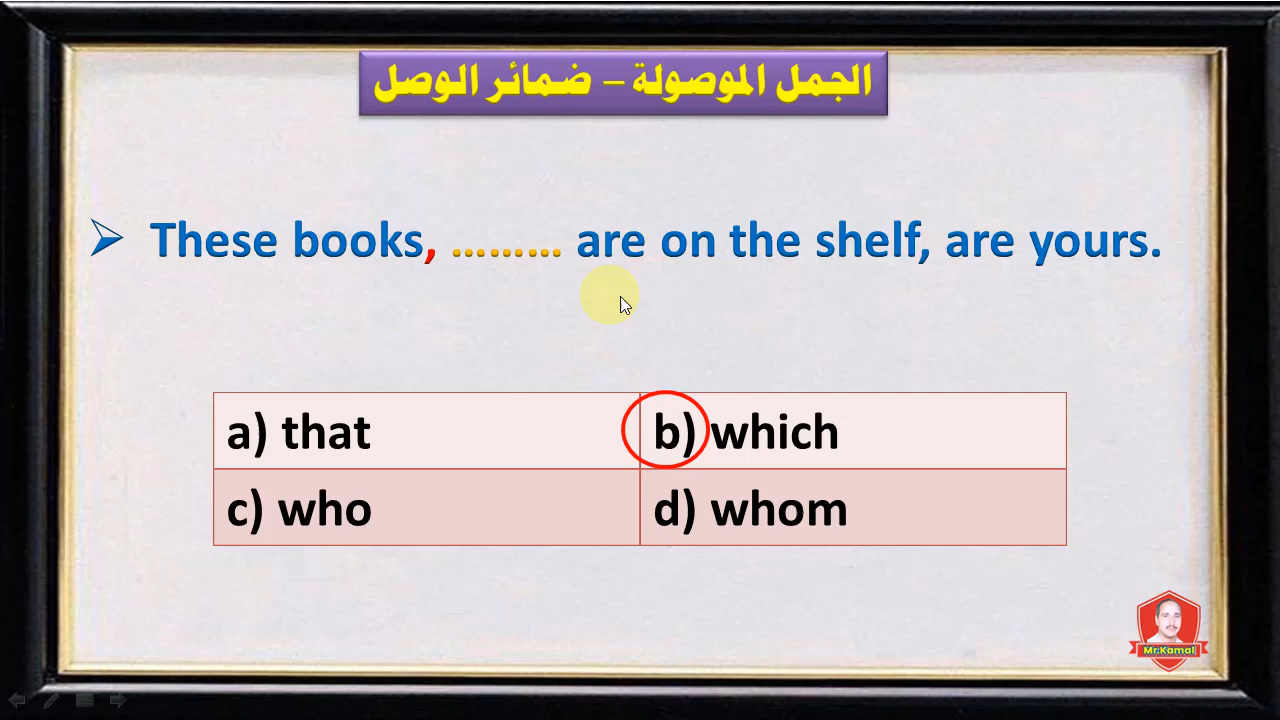 الجمل الموصولة – ضمائر الوصل
➢ These books, ……… are on the shelf, are yours.
a) that
b) which
c) who
d) whom
Mr.Kamal